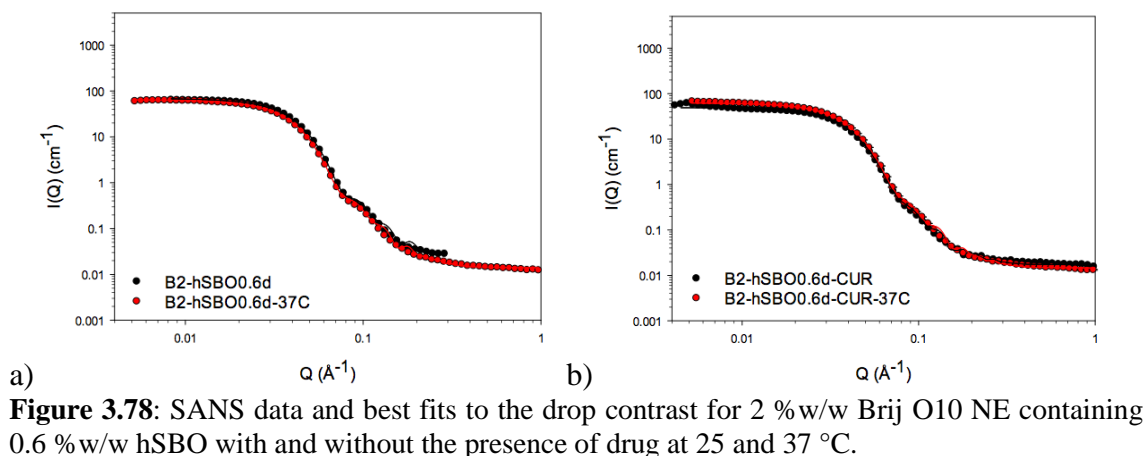 1000
100
10
1
0.1
0.01
0.001
I(Q) (cm⁻¹)
B2-hSBO0.6d
B2-hSBO0.6d-37C
0.01
0.1
1
Q (Å⁻¹)
a)
1000
100
10
1
0.1
0.01
0.001
I(Q) (cm⁻¹)
B2-hSBO0.6d-CUR
B2-hSBO0.6d-CUR-37C
0.01
0.1
1
Q (Å⁻¹)
b)
Figure 3.78: SANS data and best fits to the drop contrast for 2 %w/w Brij O10 NE containing
0.6 %w/w hSBO with and without the presence of drug at 25 and 37 °C.